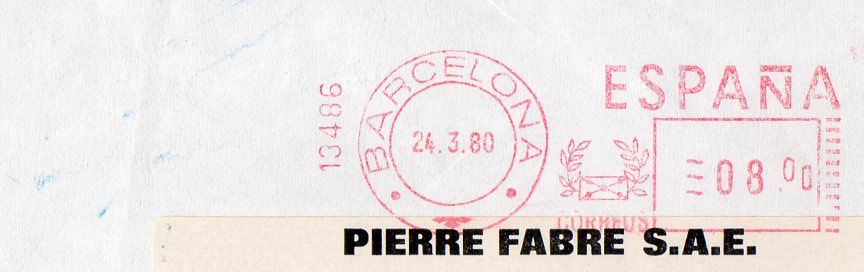 13486
BARCELONA
24.3.80
ESPAÑA
08.00
CORREOS
PIERRE FABRE S.A.E.